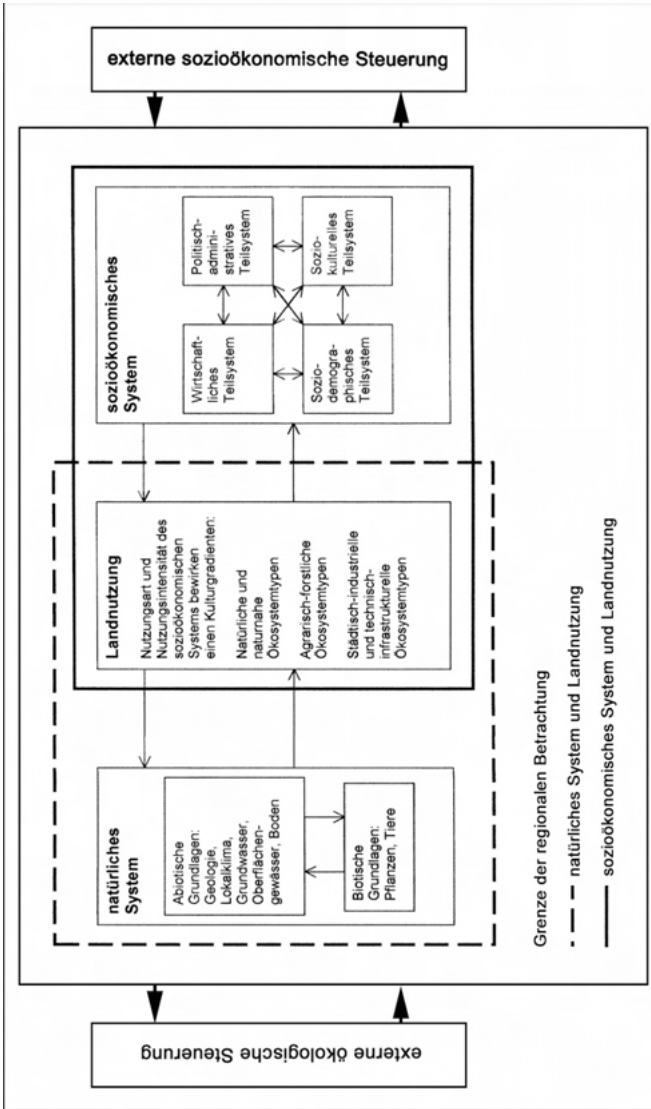 externe ökologische Steuerung
natürliches
System
Abiotische
Grundlagen:
Geologie,
Lokalklima,
Grundwasser,
Oberflächen-
gewässer, Boden
Biotische
Grundlagen:
Pflanzen, Tiere
Landnutzung
Nutzungsart und
Nutzungsintensität des
sozioökonomischen
Systems bewirken
einen Kulturgradienten:
Natürliche und
naturnahe
Ökosystemtypen
Agrarisch-forstliche
Ökosystemtypen
Städtisch-industrielle
und technisch-
infrastrukturelle
Ökosystemtypen
sozioökonomisches
System
Wirtschaft-
liches
Teilsystem
Politisch-
admini-
stratives
Teilsystem
Sozio-
demogra-
phisches
Teilsystem
Sozio-
kulturelles
Teilsystem
externe sozioökonomische Steuerung
Grenze der regionalen Betrachtung
natürliches System und Landnutzung
sozioökonomisches System und Landnutzung